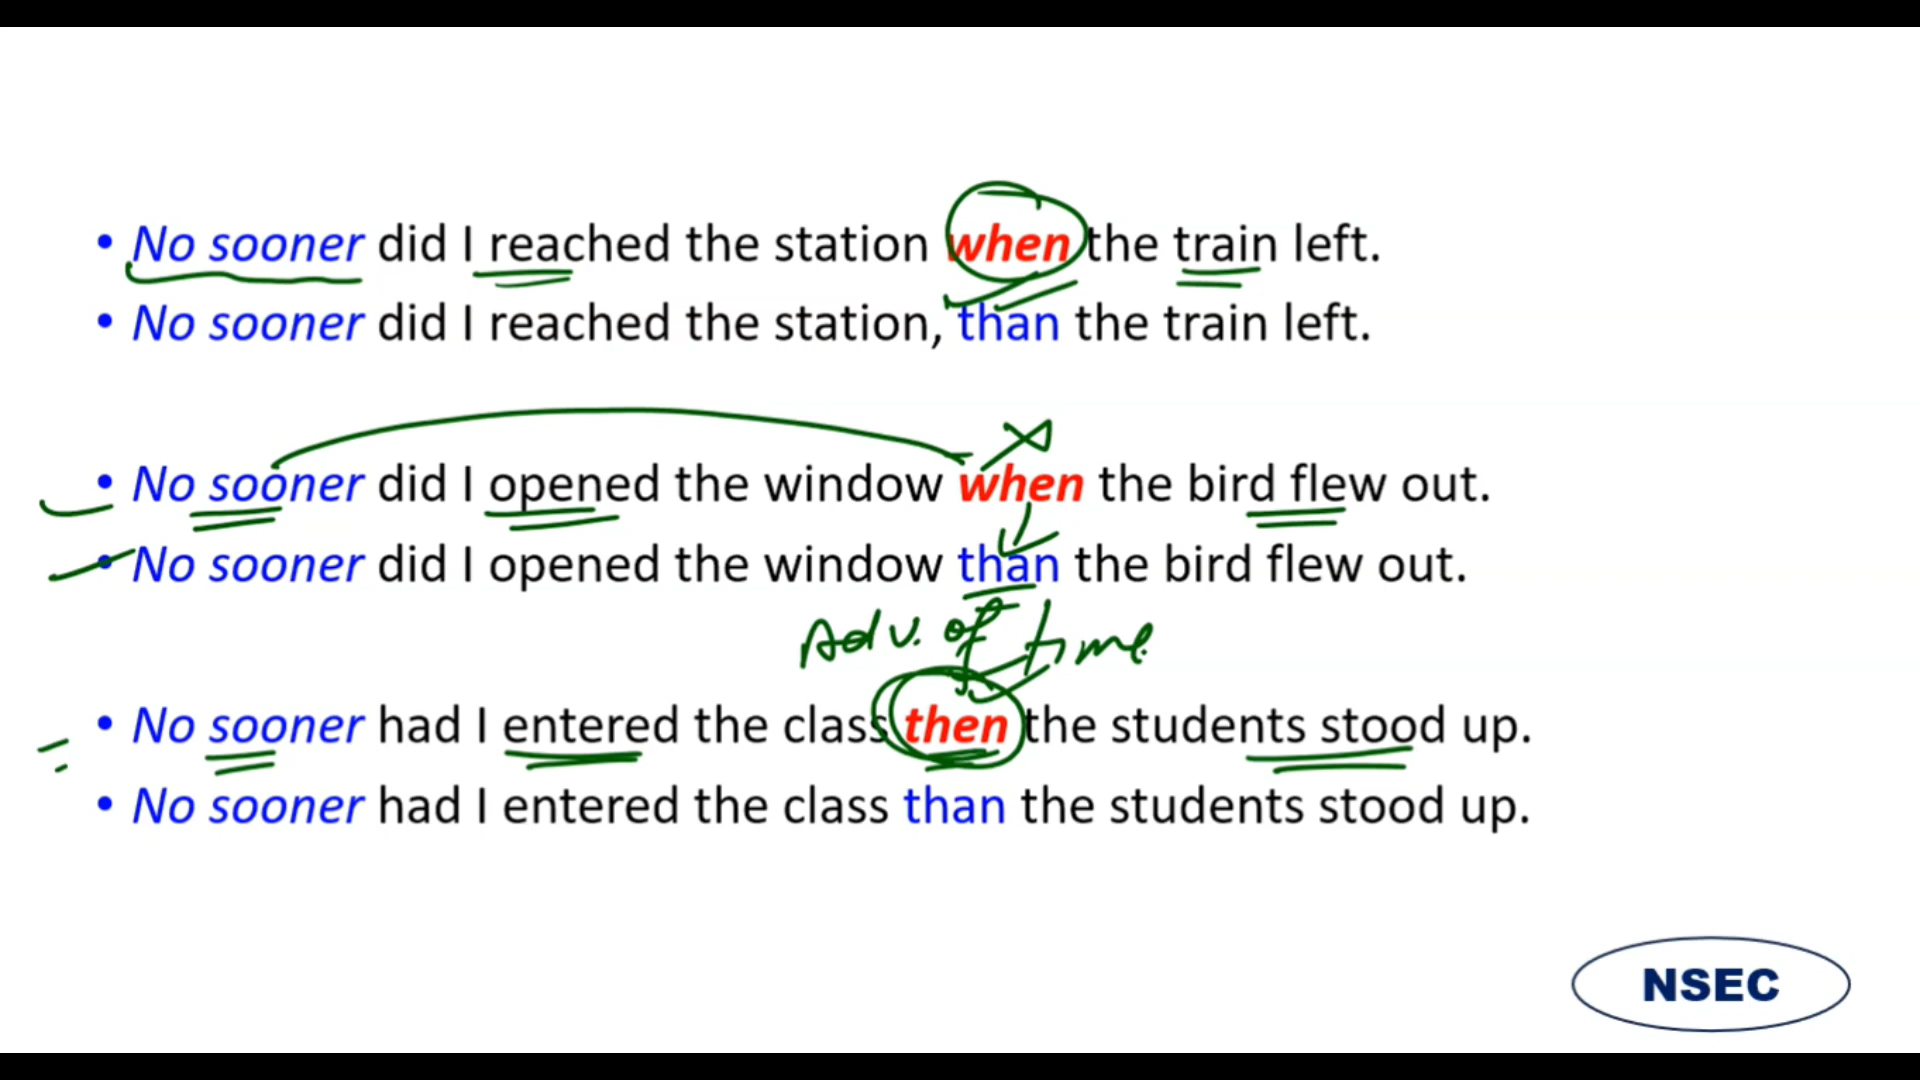 • No sooner did I reached the station when the train left.
• No sooner did I reached the station, than the train left.
• No sooner did I opened the window when the bird flew out.
• No sooner did I opened the window than the bird flew out.
Adv. of time
• No sooner had I entered the class then the students stood up.
• No sooner had I entered the class than the students stood up.
NSEC